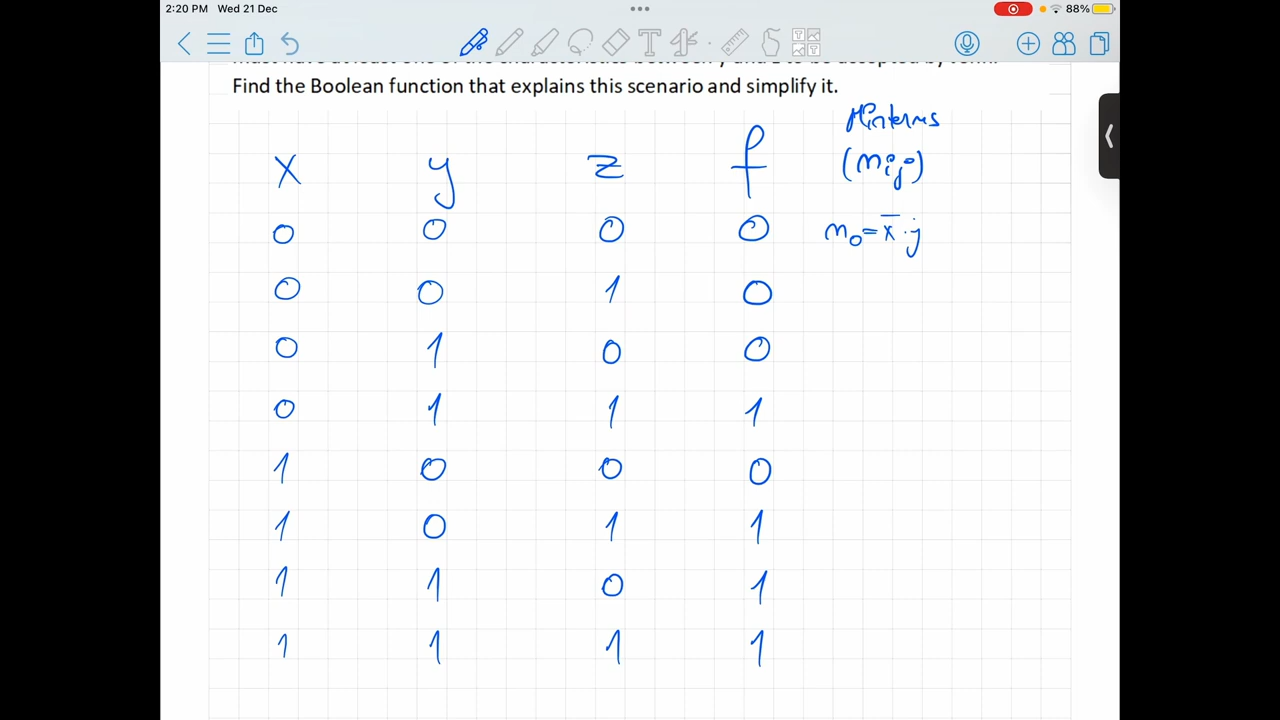 2:20 PM Wed 21 Dec
88%
Find the Boolean function that explains this scenario and simplify it.
Minterms
x y z f (mi,j)
0 0 0 0 m0 = x̅ · y
0 0 1 0
0 1 0 0
0 1 1 1
1 0 0 0
1 0 1 1
1 1 0 1
1 1 1 1